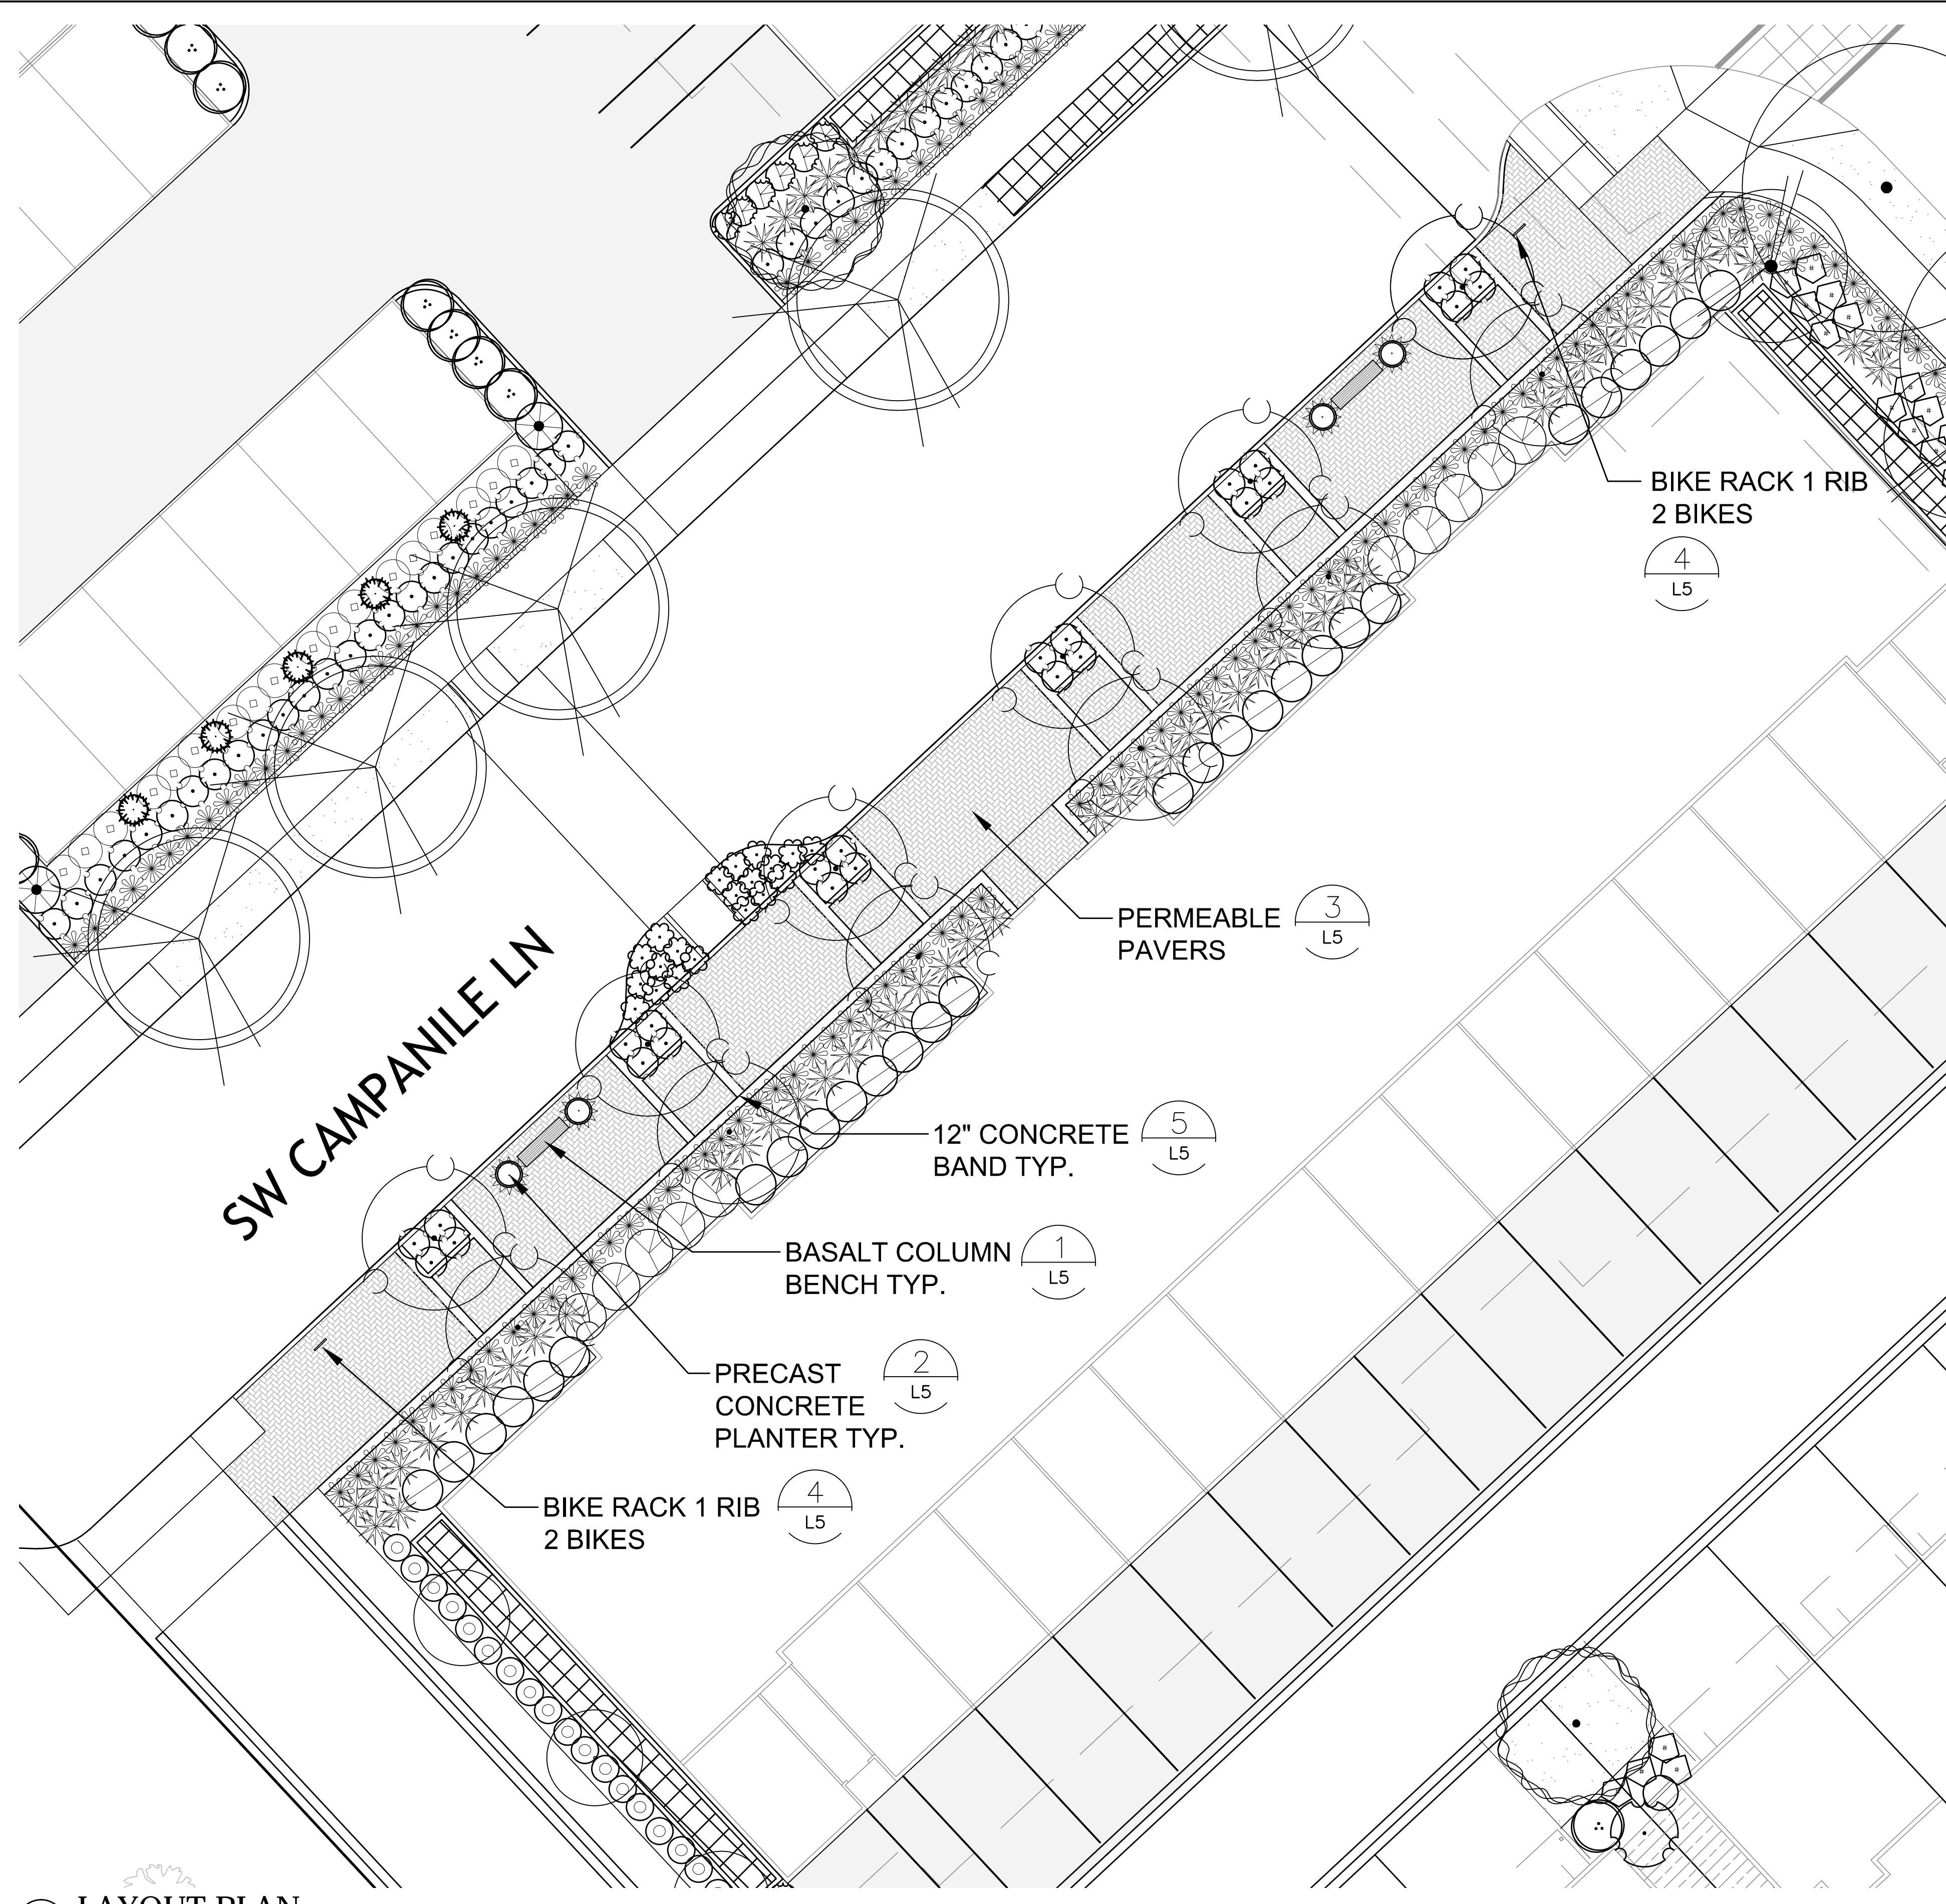 BIKE RACK 1 RIB
2 BIKES
4
L5
PERMEABLE
PAVERS
3
L5
SW CAMPANILE LN
12" CONCRETE
BAND TYP.
5
L5
BASALT COLUMN
BENCH TYP.
1
L5
PRECAST
CONCRETE
PLANTER TYP.
2
L5
BIKE RACK 1 RIB
2 BIKES
4
L5
LAYOUT PLAN